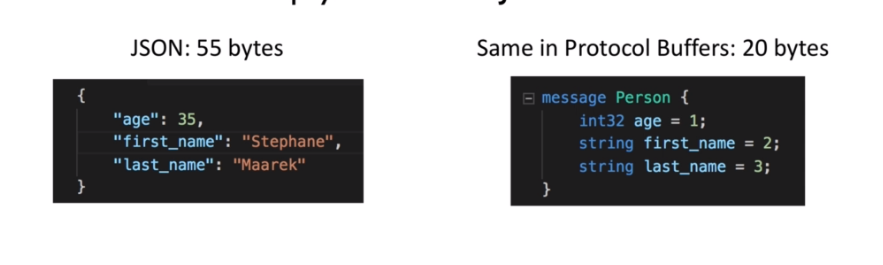 JSON: 55 bytes
{
"age": 35,
"first_name": "Stephane",
"last_name": "Maarek"
}
Same in Protocol Buffers: 20 bytes
message Person {
int32 age = 1;
string first_name = 2;
string last_name = 3;
}